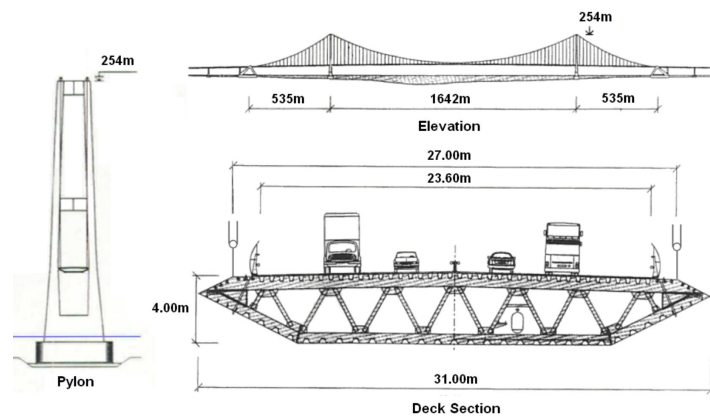 254m
Pylon
254m
535m
1642m
535m
Elevation
27.00m
23.60m
4.00m
31.00m
Deck Section